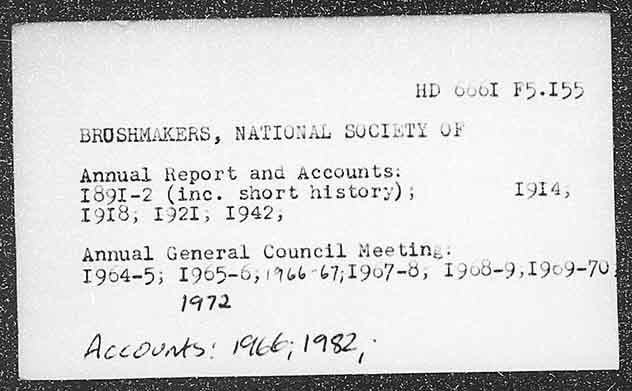 HD 6661 F5.I55
BRUSHMAKERS, NATIONAL SOCIETY OF
Annual Report and Accounts:
I89I-2 (inc. short history); I9I4;
I9I8; I92I; I942;
Annual General Council Meeting:
I964-5; I965-6; 1966-67; I967-8; I968-9; I969-70
1972
Accounts: 1966; 1982;